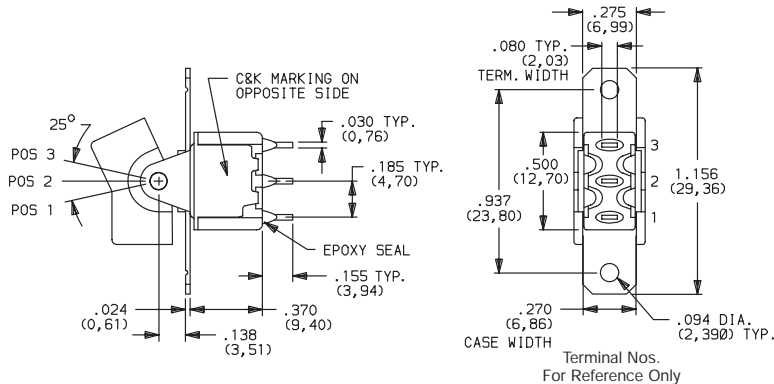 C&K MARKING ON
OPPOSITE SIDE
25°
POS 3
POS 2
POS 1
.030 TYP.
(0,76)
.185 TYP.
(4,70)
EPOXY SEAL
.155 TYP.
(3,94)
.024
(0,61)
.370
(9,40)
.138
(3,51)
.275
(6,99)
.080 TYP.
(2,03)
TERM. WIDTH
3
.500
(12,70)
2
1.156
(29,36)
.937
(23,80)
1
.270
(6,86)
CASE WIDTH
.094 DIA.
(2,390) TYP.
Terminal Nos.
For Reference Only